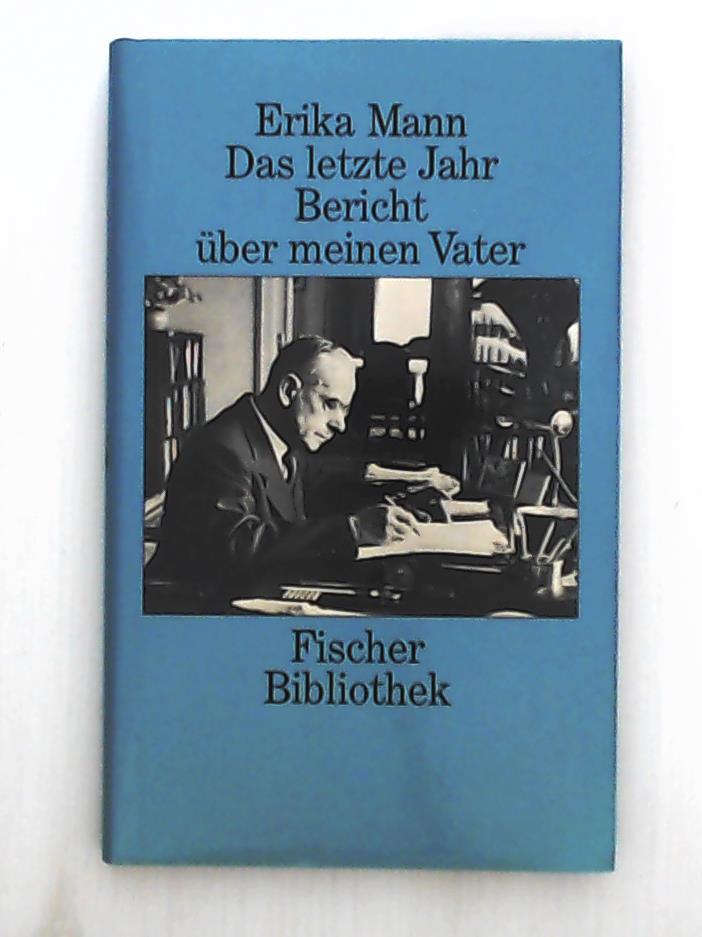 Erika Mann
Das letzte Jahr
Bericht
über meinen Vater
Fischer
Bibliothek